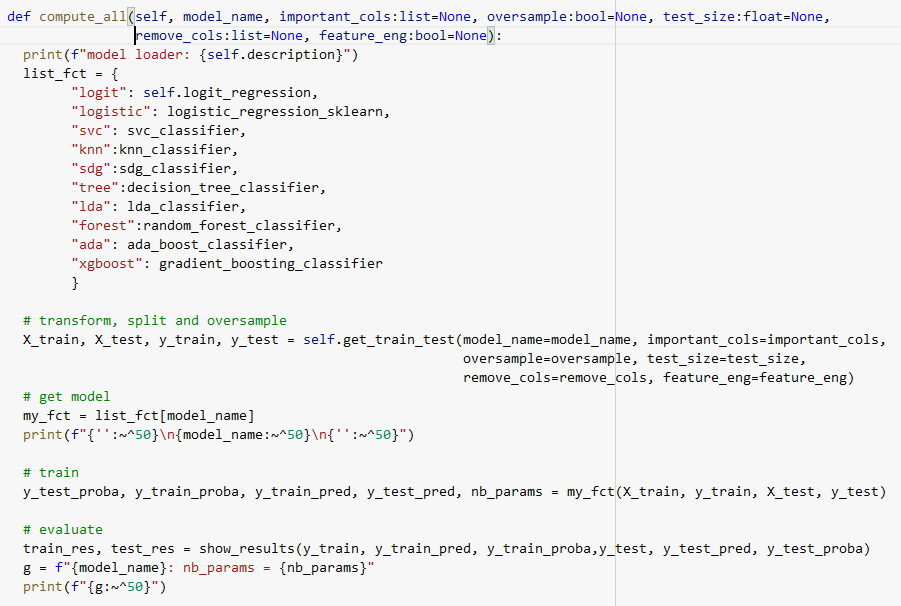 def compute_all(self, model_name, important_cols:list=None, oversample:bool=None, test_size:float=None,
                remove_cols:list=None, feature_eng:bool=None):
  print(f"model loader: {self.description}")
  list_fct = {
        "logit": self.logit_regression,
        "logistic": logistic_regression_sklearn,
        "svc": svc_classifier,
        "knn":knn_classifier,
        "sdg":sdg_classifier,
        "tree":decision_tree_classifier,
        "lda": lda_classifier,
        "forest":random_forest_classifier,
        "ada": ada_boost_classifier,
        "xgboost": gradient_boosting_classifier
        }
  # transform, split and oversample
  X_train, X_test, y_train, y_test = self.get_train_test(model_name=model_name, important_cols=important_cols,
                                                         oversample=oversample, test_size=test_size,
                                                         remove_cols=remove_cols, feature_eng=feature_eng)
  # get model
  my_fct = list_fct[model_name]
  print(f"{'':~^50}\n{model_name:~^50}\n{'':~^50}")
  # train
  y_test_proba, y_train_proba, y_train_pred, y_test_pred, nb_params = my_fct(X_train, y_train, X_test, y_test)
  # evaluate
  train_res, test_res = show_results(y_train, y_train_pred, y_train_proba,y_test, y_test_pred, y_test_proba)
  g = f"{model_name}: nb_params = {nb_params}"
  print(f"{g:~^50}")